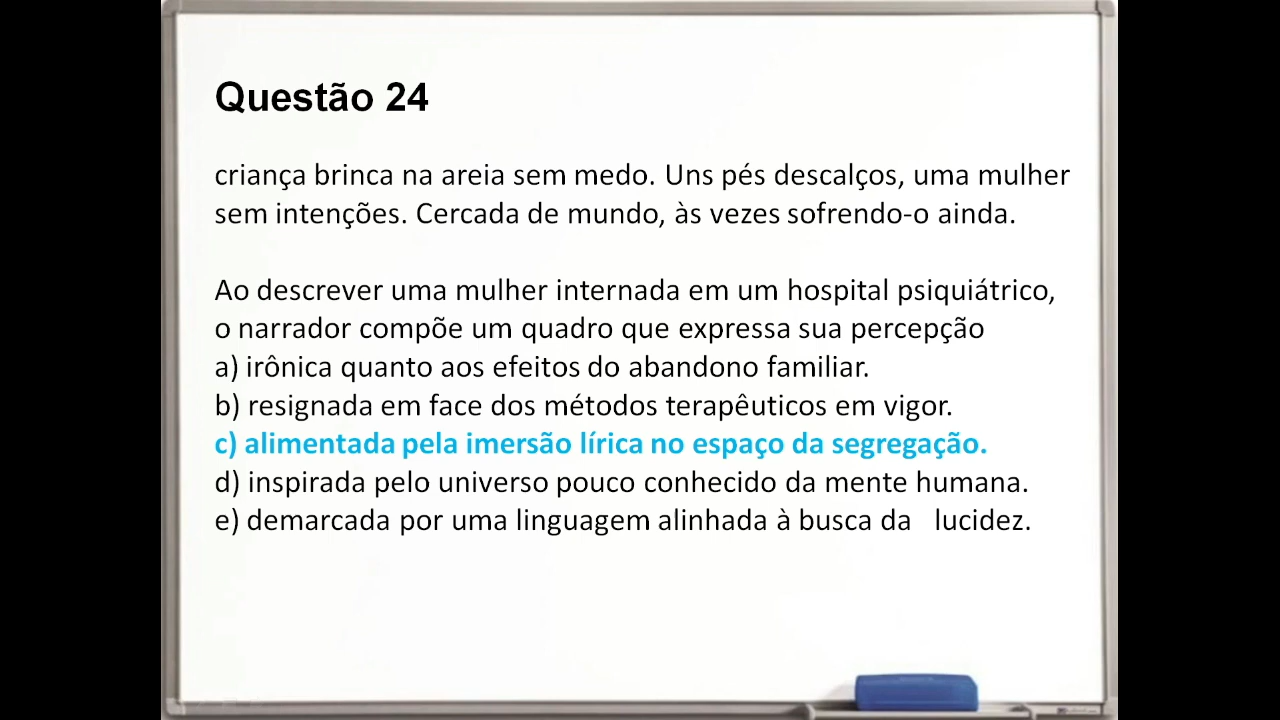 Questão 24
criança brinca na areia sem medo. Uns pés descalços, uma mulher
sem intenções. Cercada de mundo, às vezes sofrendo-o ainda.
Ao descrever uma mulher internada em um hospital psiquiátrico,
o narrador compõe um quadro que expressa sua percepção
a) irônica quanto aos efeitos do abandono familiar.
b) resignada em face dos métodos terapêuticos em vigor.
c) alimentada pela imersão lírica no espaço da segregação.
d) inspirada pelo universo pouco conhecido da mente humana.
e) demarcada por uma linguagem alinhada à busca da   lucidez.